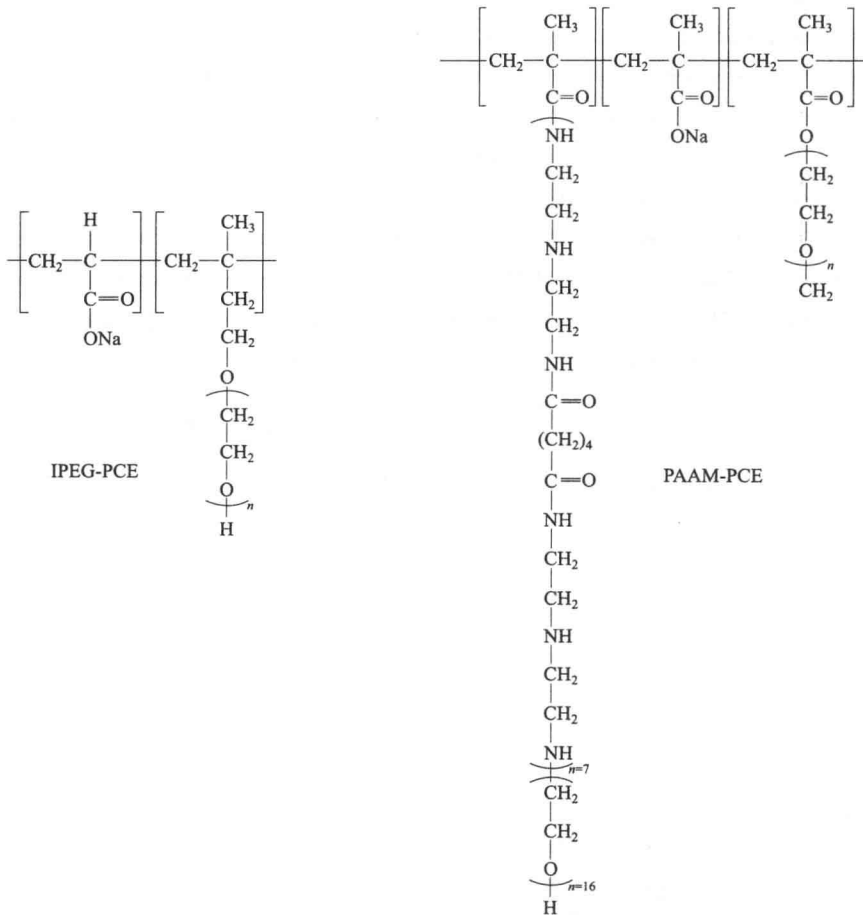 H CH₃
CH₂—C CH₂—C
C=O CH₂
ONa CH₂
O
CH₂
CH₂
O
n
H
IPEG-PCE
CH₃ CH₃ CH₃
CH₂—C CH₂—C CH₂—C
C=O C=O C=O
NH ONa O
CH₂ CH₂
CH₂ CH₂
NH O
n
CH₂ CH₂
CH₂
NH
C=O
(CH₂)₄
C=O
NH
CH₂
CH₂
NH
CH₂
CH₂
NH
n=7
CH₂
CH₂
O
n=16
H
PAAM-PCE